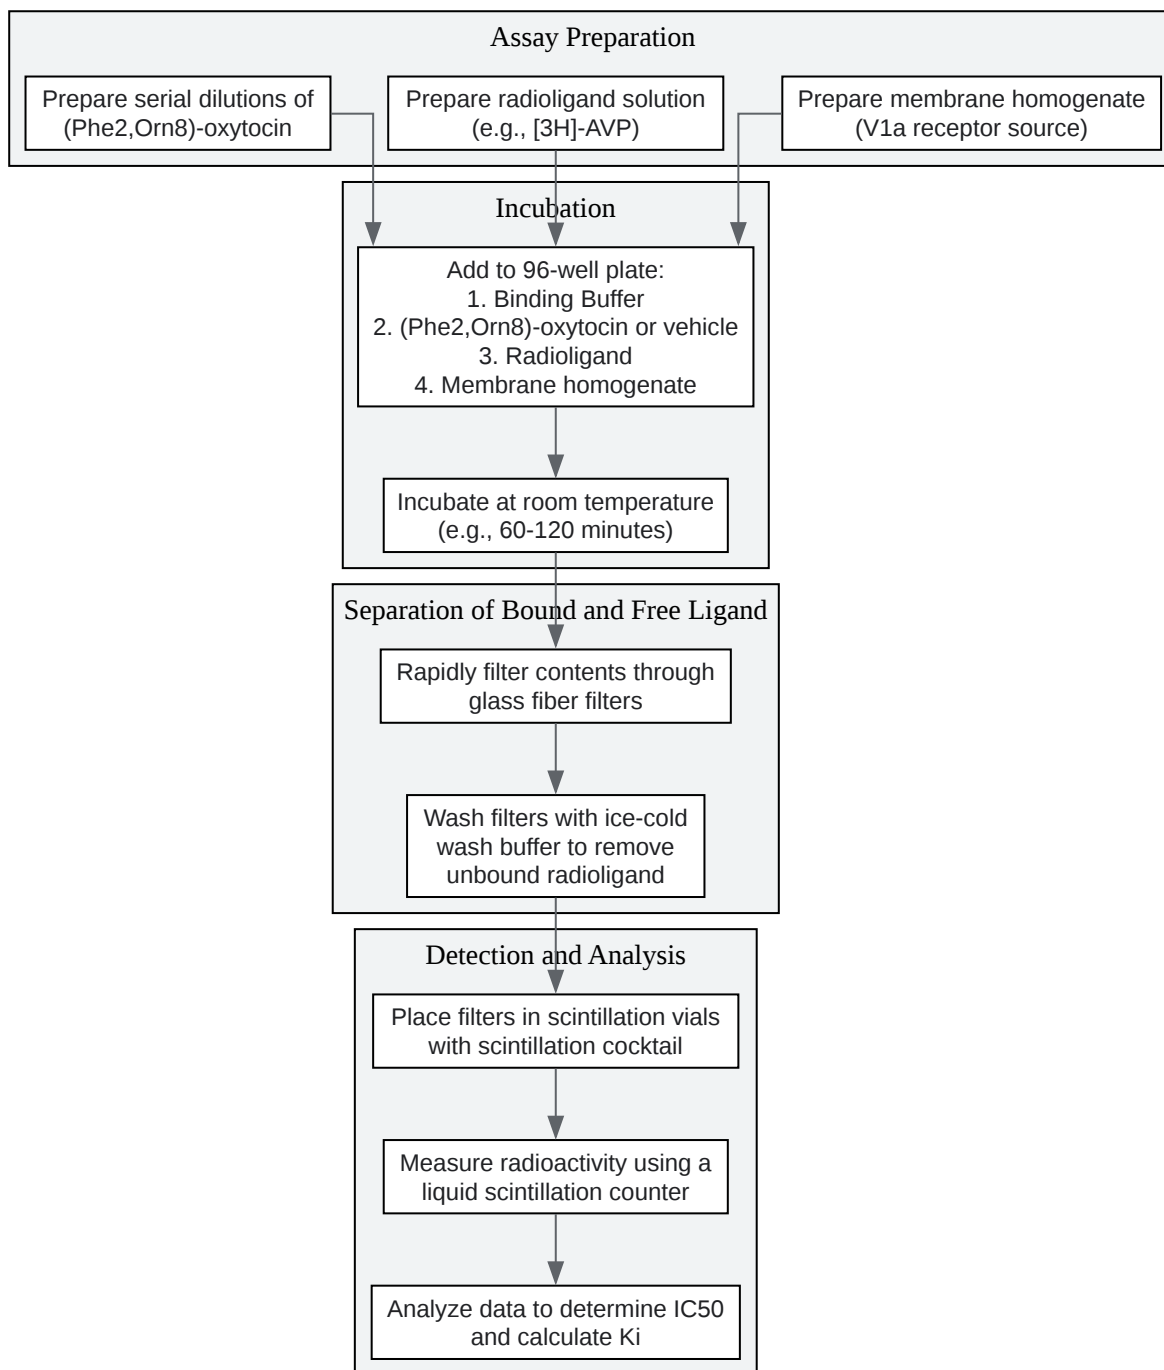 Assay Preparation
Prepare serial dilutions of
(Phe2,Orn8)-oxytocin
Prepare radioligand solution
(e.g., [3H]-AVP)
Prepare membrane homogenate
(V1a receptor source)
Incubation
Add to 96-well plate:
1. Binding Buffer
2. (Phe2,Orn8)-oxytocin or vehicle
3. Radioligand
4. Membrane homogenate
Incubate at room temperature
(e.g., 60-120 minutes)
Separation of Bound and Free Ligand
Rapidly filter contents through
glass fiber filters
Wash filters with ice-cold
wash buffer to remove
unbound radioligand
Detection and Analysis
Place filters in scintillation vials
with scintillation cocktail
Measure radioactivity using a
liquid scintillation counter
Analyze data to determine IC50
and calculate Ki